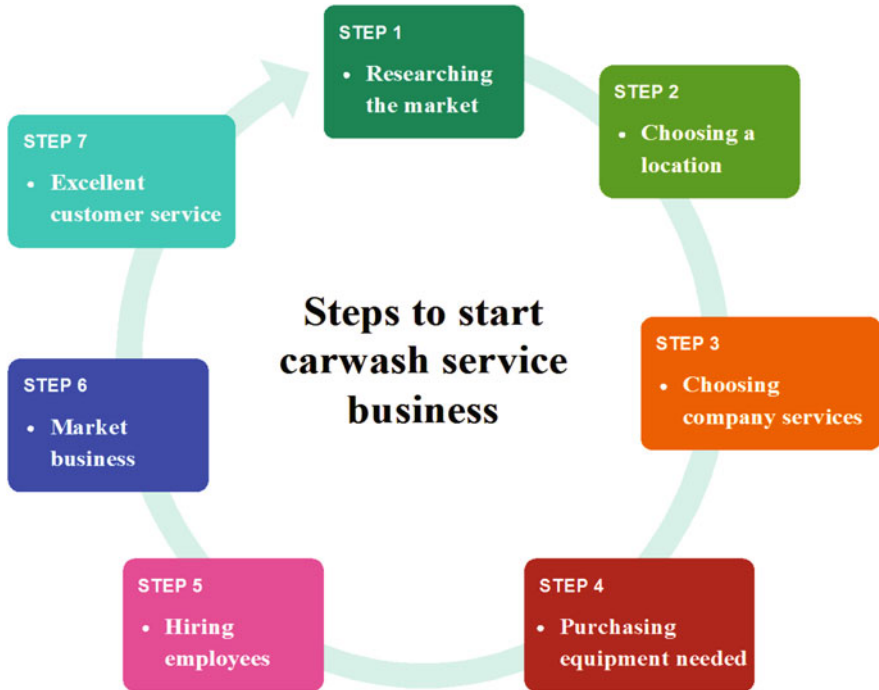 STEP 1
• Researching
the market
STEP 2
• Choosing a
location
STEP 3
• Choosing
company services
STEP 4
• Purchasing
equipment needed
STEP 5
• Hiring
employees
STEP 6
• Market
business
STEP 7
• Excellent
customer service
Steps to start
carwash service
business